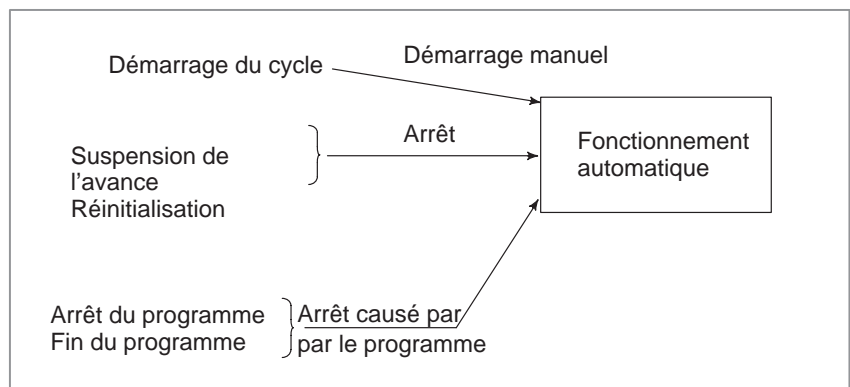 Démarrage manuel
Démarrage du cycle
Arrêt
Fonctionnement
automatique
Suspension de
l'avance
Réinitialisation
Arrêt du programme
Fin du programme
Arrêt causé par
par le programme